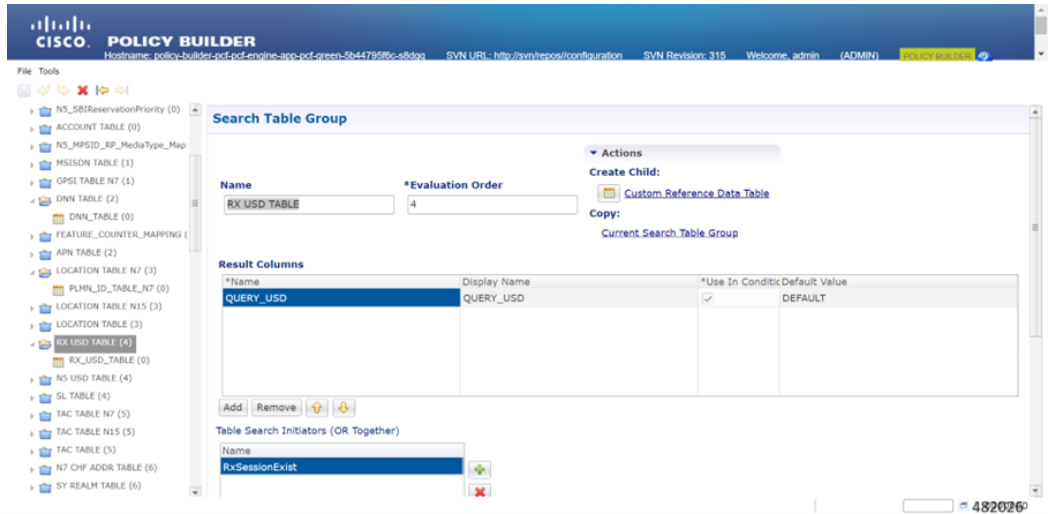 CISCO. POLICY BUILDER
Hostname: policy-builder-pcf-pcf-engine-app-pcf-green-5b44795f6c-s8dgg SVN URL: http://svn/repos//configuration SVN Revision: 315 Welcome, admin (ADMIN) POLICY BUILDER
File Tools
N5_SBIReservationPriority (0)
ACCOUNT TABLE (0)
N5_MPSID_RP_MediaType_Map
MSISDN TABLE (1)
GPSI TABLE N7 (1)
DNN TABLE (2)
DNN_TABLE (0)
FEATURE_COUNTER_MAPPING (
APN TABLE (2)
LOCATION TABLE N7 (3)
PLMN_ID_TABLE_N7 (0)
LOCATION TABLE N15 (3)
LOCATION TABLE (3)
RX USD TABLE (4)
RX_USD_TABLE (0)
N5 USD TABLE (4)
SL TABLE (4)
TAC TABLE N7 (5)
TAC TABLE N15 (5)
TAC TABLE (5)
N7 CHF ADDR TABLE (6)
SY REALM TABLE (6)
Search Table Group
Name *Evaluation Order
RX USD TABLE 4
Actions
Create Child:
Custom Reference Data Table
Copy:
Current Search Table Group
Result Columns
*Name Display Name *Use In Conditic Default Value
QUERY_USD QUERY_USD DEFAULT
Add Remove
Table Search Initiators (OR Together)
Name
RxSessionExist
482026